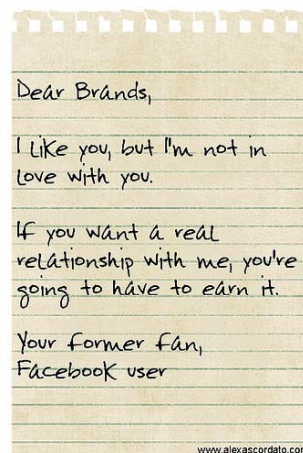 Dear Brands,
I like you, but I'm not in
love with you.
If you want a real
relationship with me, you're
going to have to earn it.
Your former fan,
Facebook user
www.alexascordato.com